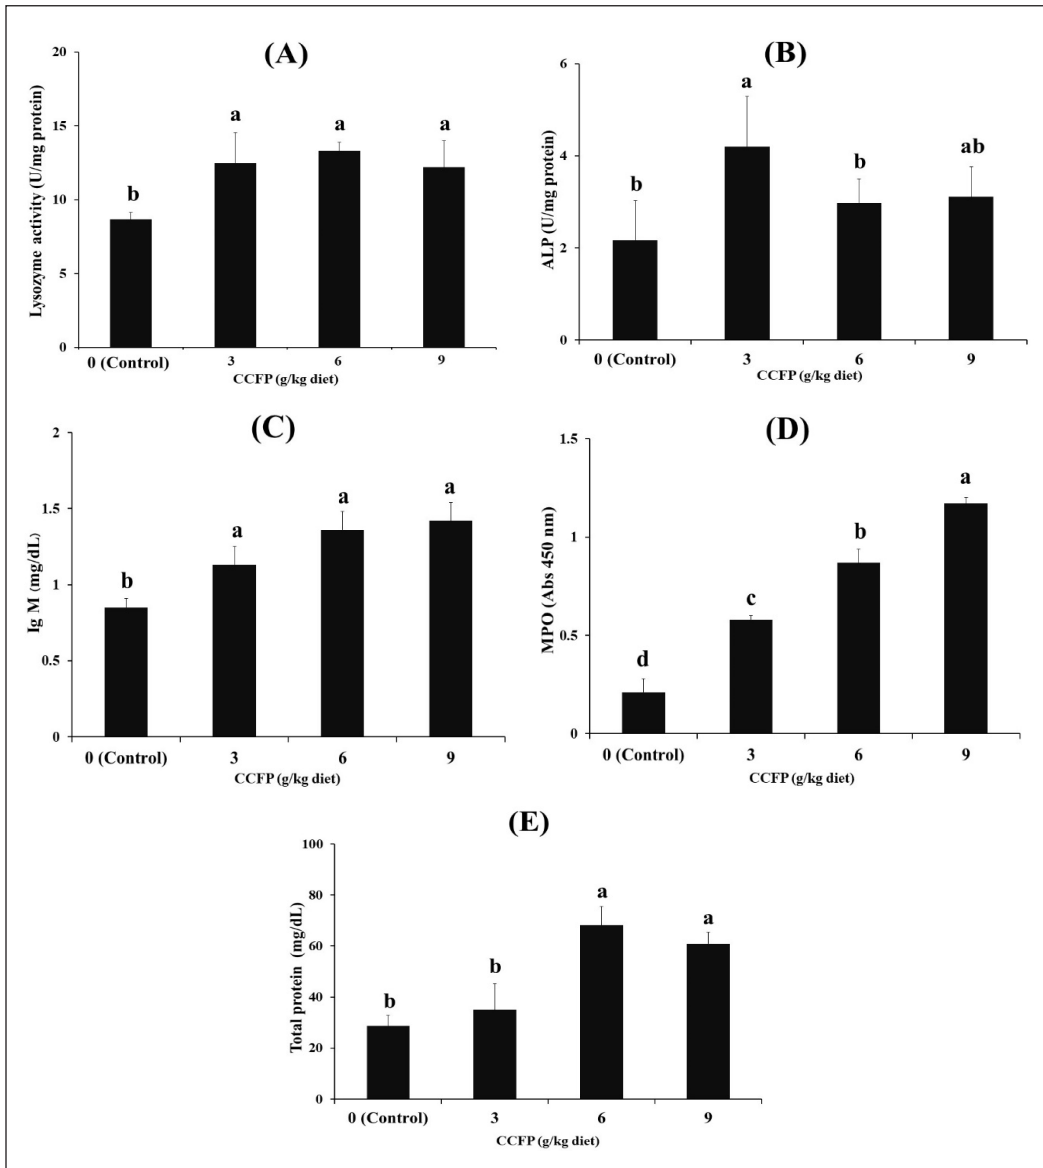 (A)
Lysozyme activity (U/mg protein)
20
15
10
5
0
b
a
a
a
0 (Control) 3 6 9
CCFP (g/kg diet)
(B)
ALP (U/mg protein)
6
4
2
0
b
a
b
ab
0 (Control) 3 6 9
CCFP (g/kg diet)
(C)
Ig M (mg/dL)
2
1.5
1
0.5
0
b
a
a
a
0 (Control) 3 6 9
CCFP (g/kg diet)
(D)
MPO (Abs 450 nm)
1.5
1
0.5
0
d
c
b
a
0 (Control) 3 6 9
CCFP (g/kg diet)
(E)
Total protein (mg/dL)
100
80
60
40
20
0
b
b
a
a
0 (Control) 3 6 9
CCFP (g/kg diet)